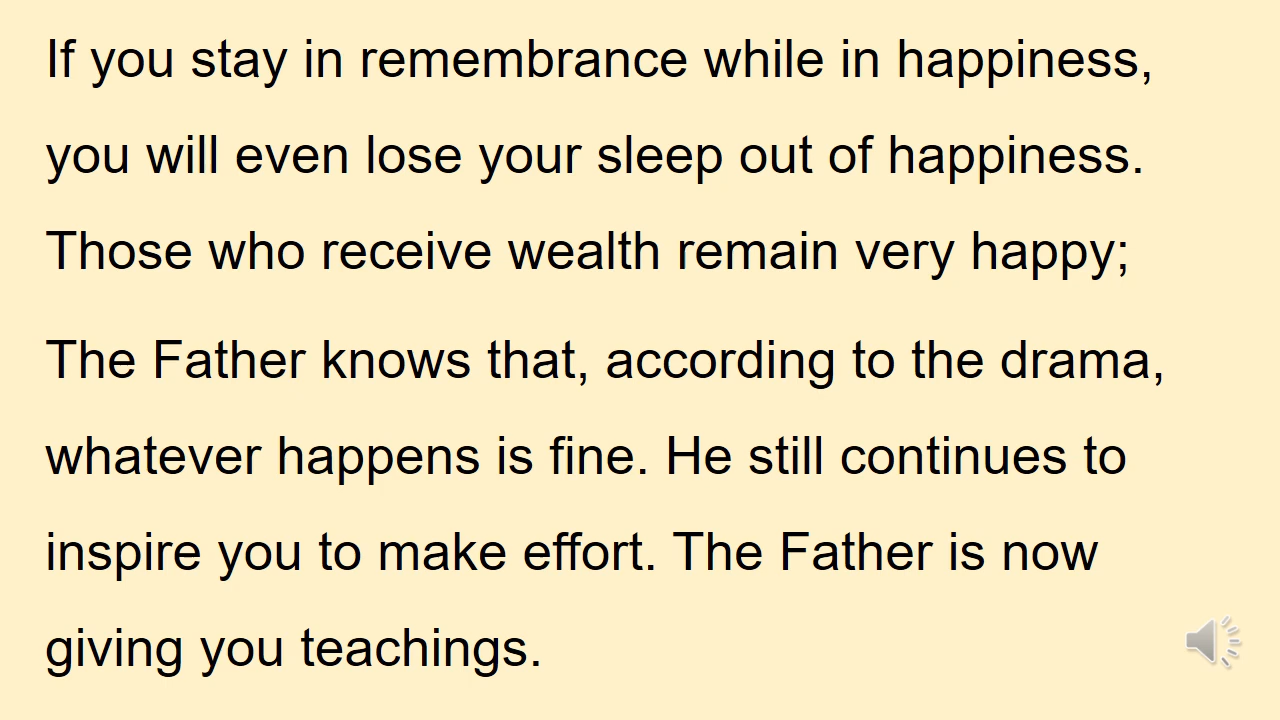 If you stay in remembrance while in happiness,
you will even lose your sleep out of happiness.
Those who receive wealth remain very happy;
The Father knows that, according to the drama,
whatever happens is fine. He still continues to
inspire you to make effort. The Father is now
giving you teachings.